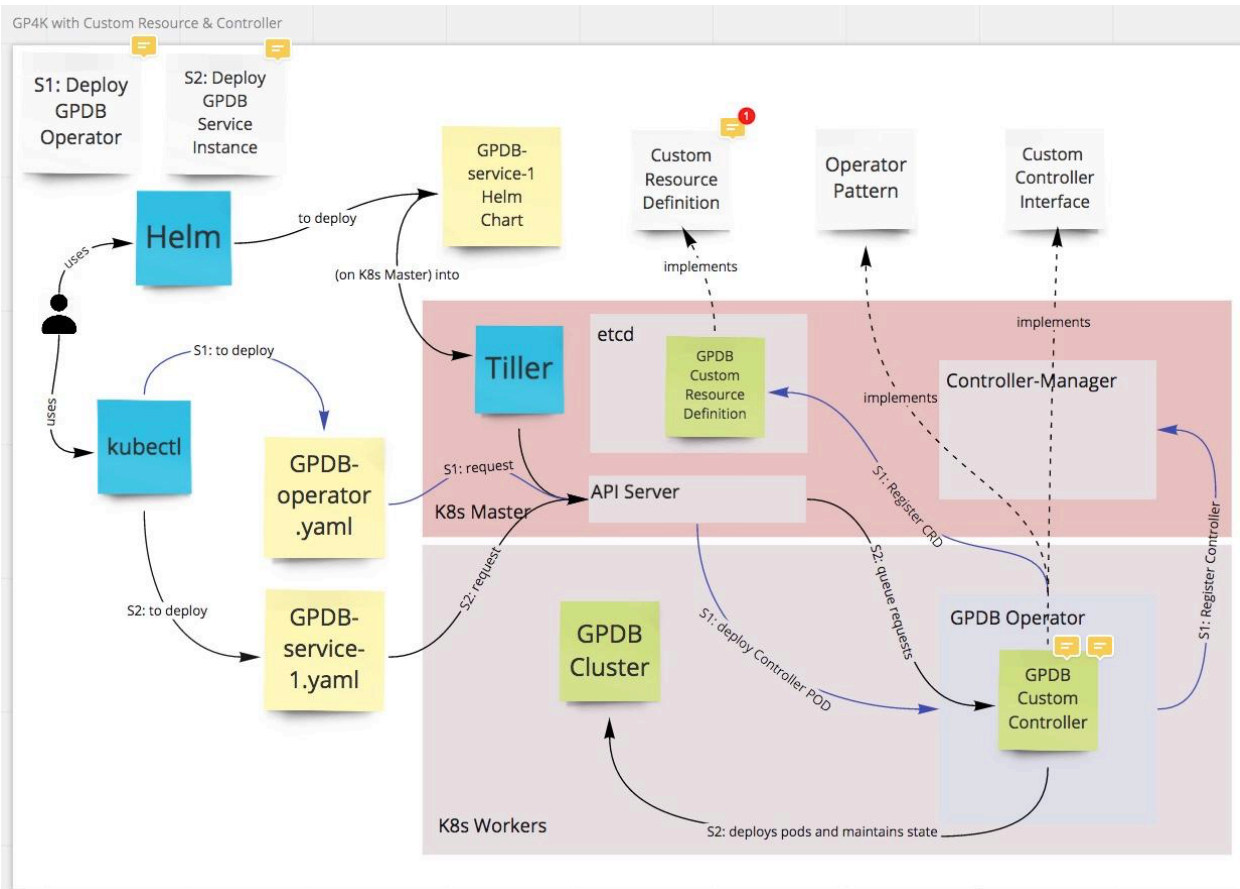 GP4K with Custom Resource & Controller
S1: Deploy
GPDB
Operator
S2: Deploy
GPDB
Service
Instance
1
GPDB-
service-1
Helm
Chart
Custom
Resource
Definition
Operator
Pattern
Custom
Controller
Interface
Helm
to deploy
uses
(on K8s Master) into
implements
implements
implements
etcd
Tiller
GPDB
Custom
Resource
Definition
Controller-Manager
S1: to deploy
uses
kubectl
GPDB-
operator
.yaml
S1: request
API Server
K8s Master
S1: Register CRD
S1: Register Controller
S2: queue requests
S2: request
S2: to deploy
GPDB-
service-
1.yaml
GPDB
Cluster
S1: deploy Controller POD
GPDB Operator
GPDB
Custom
Controller
K8s Workers
S2: deploys pods and maintains state